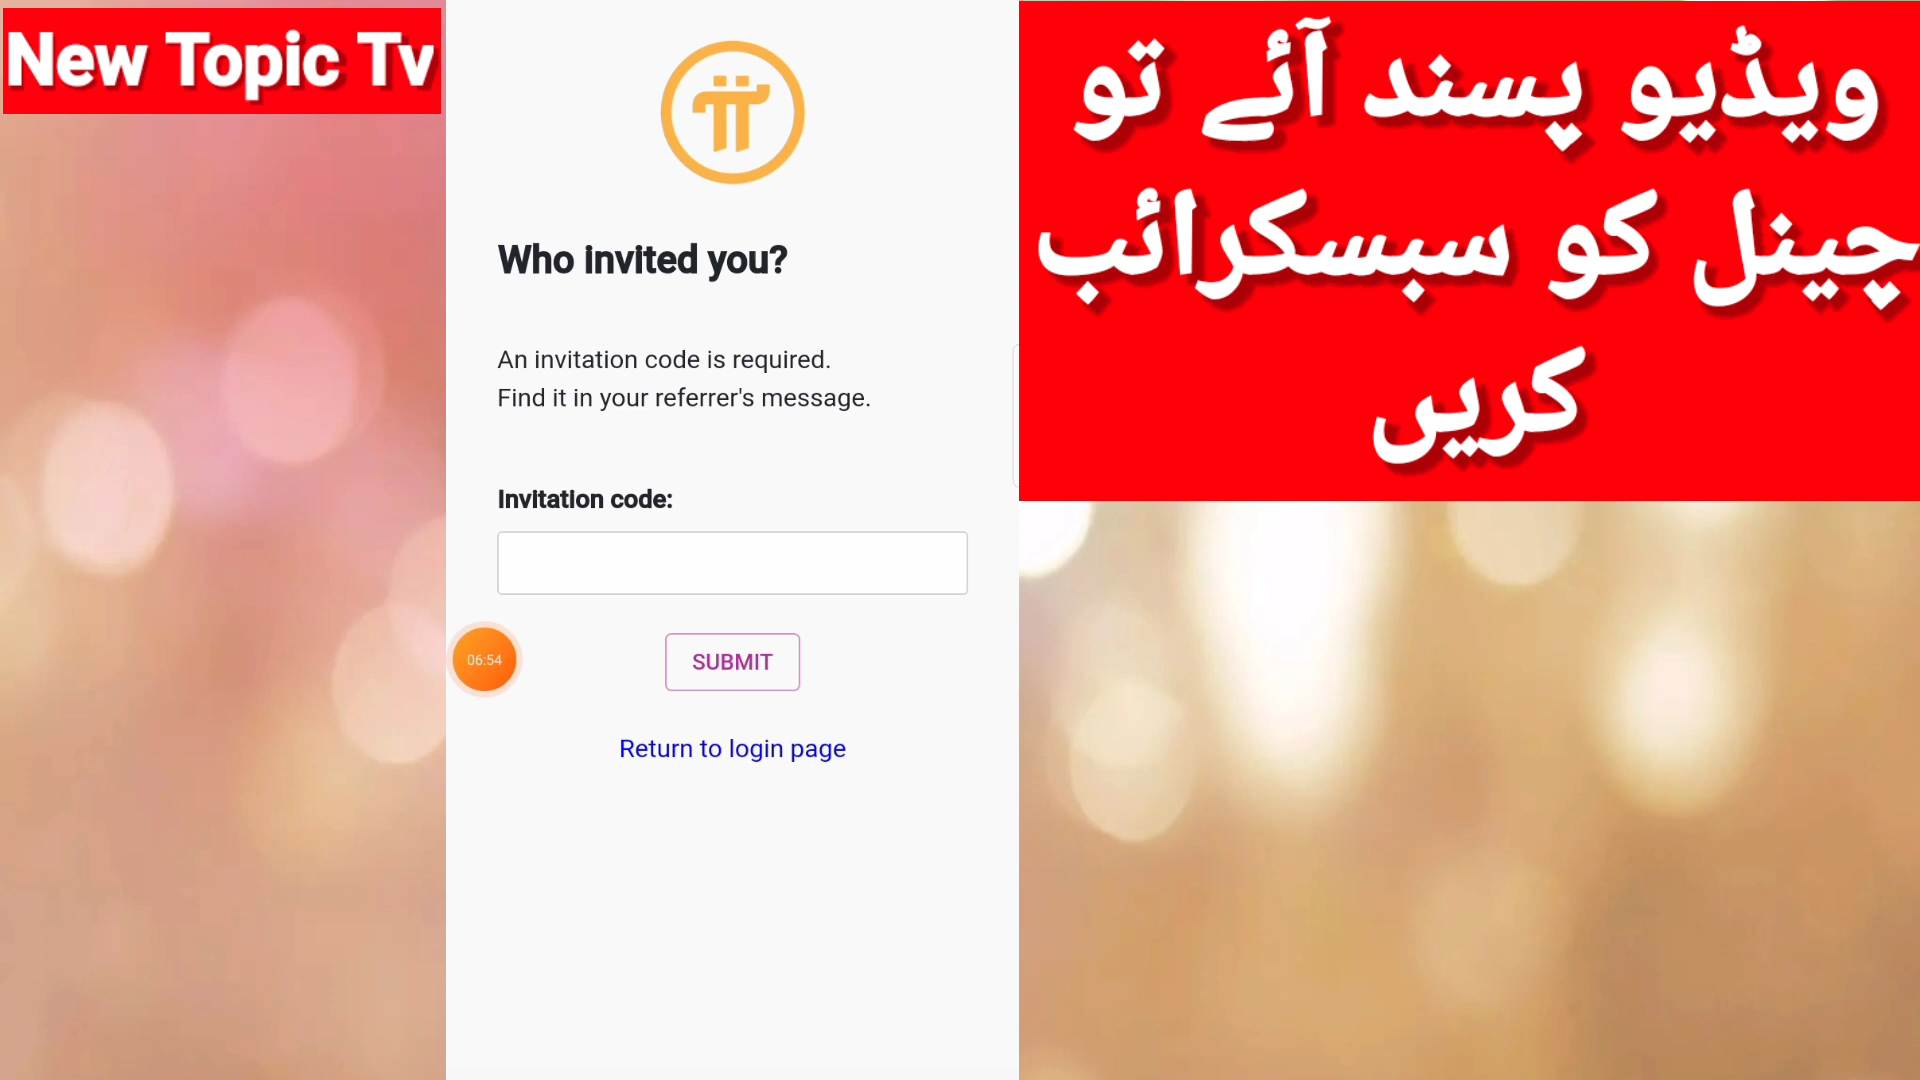 New Topic Tv
Who invited you?
An invitation code is required.
Find it in your referrer's message.
Invitation code:
06:54
SUBMIT
Return to login page
ویڈیو پسند آئے تو
چینل کو سبسکرائب
کریں